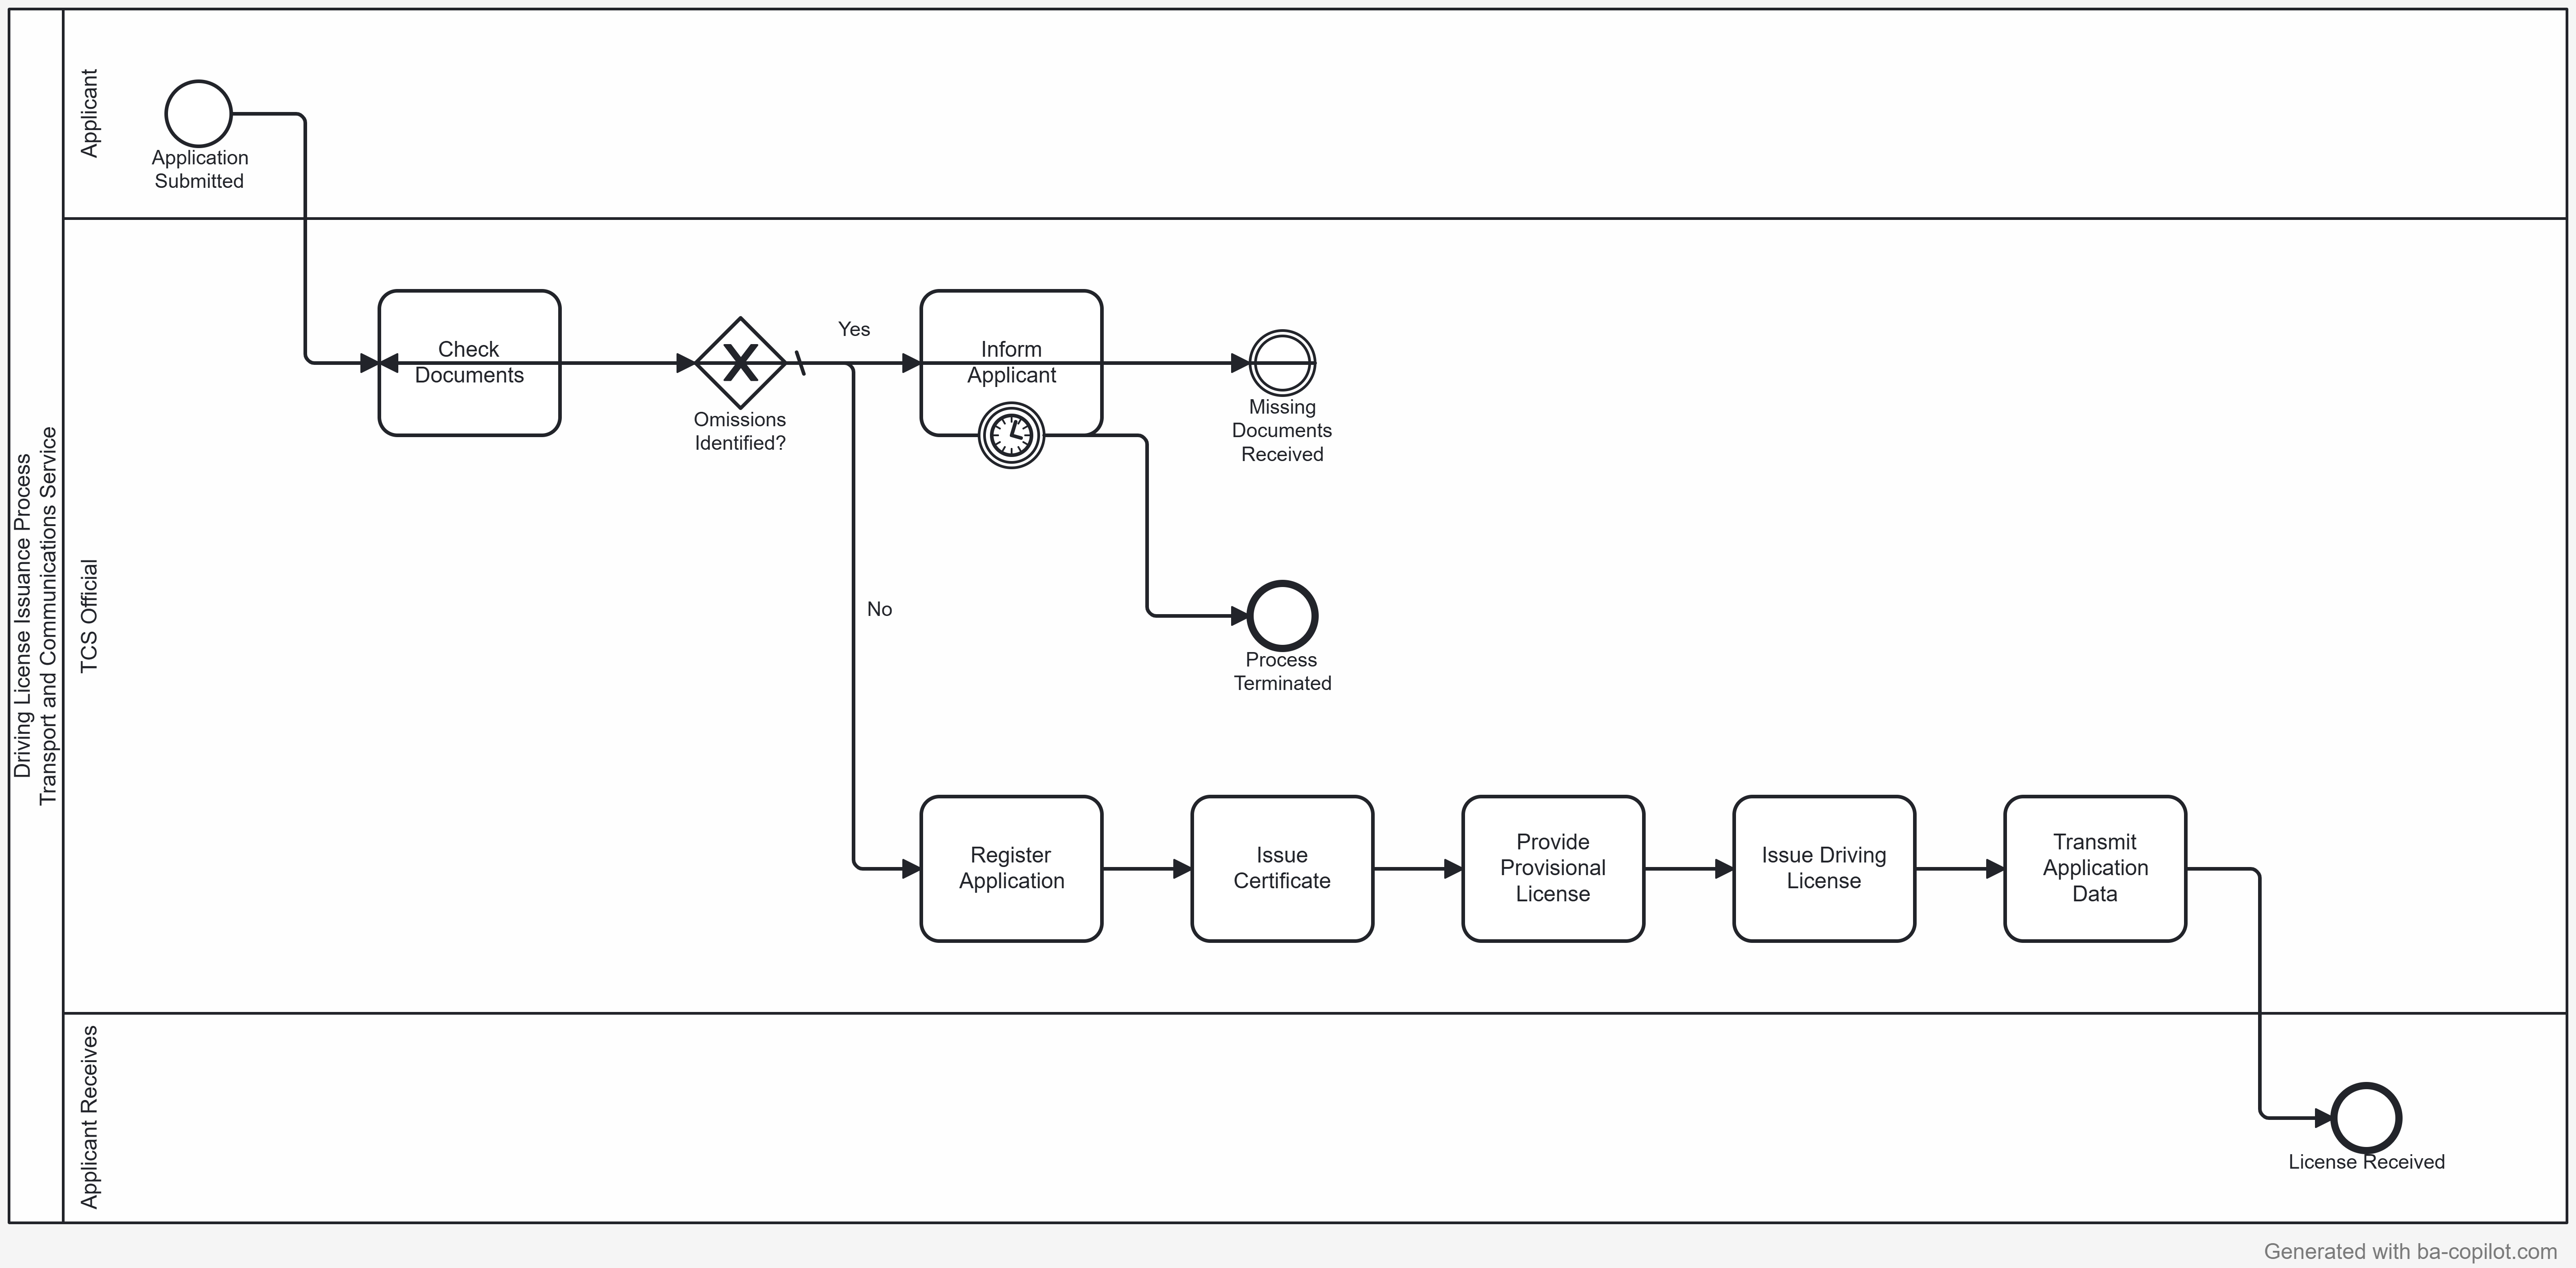 Driving License Issuance Process
Transport and Communications Service
Applicant
Application
Submitted
TCS Official
Check
Documents
Omissions
Identified?
Yes
No
Inform
Applicant
Missing
Documents
Received
Process
Terminated
Register
Application
Issue
Certificate
Provide
Provisional
License
Issue Driving
License
Transmit
Application
Data
Applicant Receives
License Received
Generated with ba-copilot.com